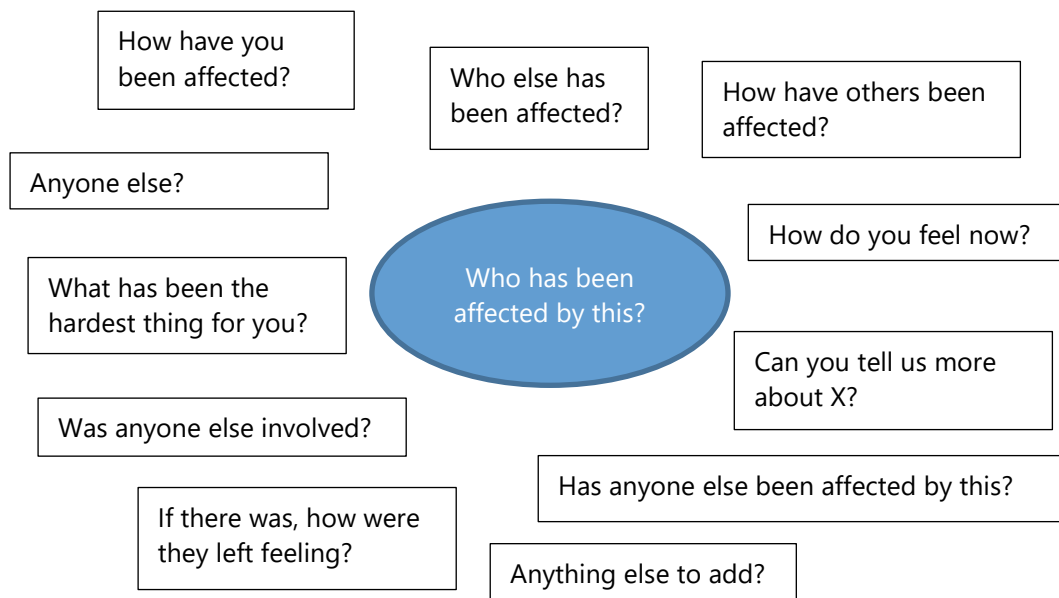 How have you
been affected?
Who else has
been affected?
How have others been
affected?
Anyone else?
How do you feel now?
Who has been
affected by this?
What has been the
hardest thing for you?
Can you tell us more
about X?
Was anyone else involved?
Has anyone else been affected by this?
If there was, how were
they left feeling?
Anything else to add?